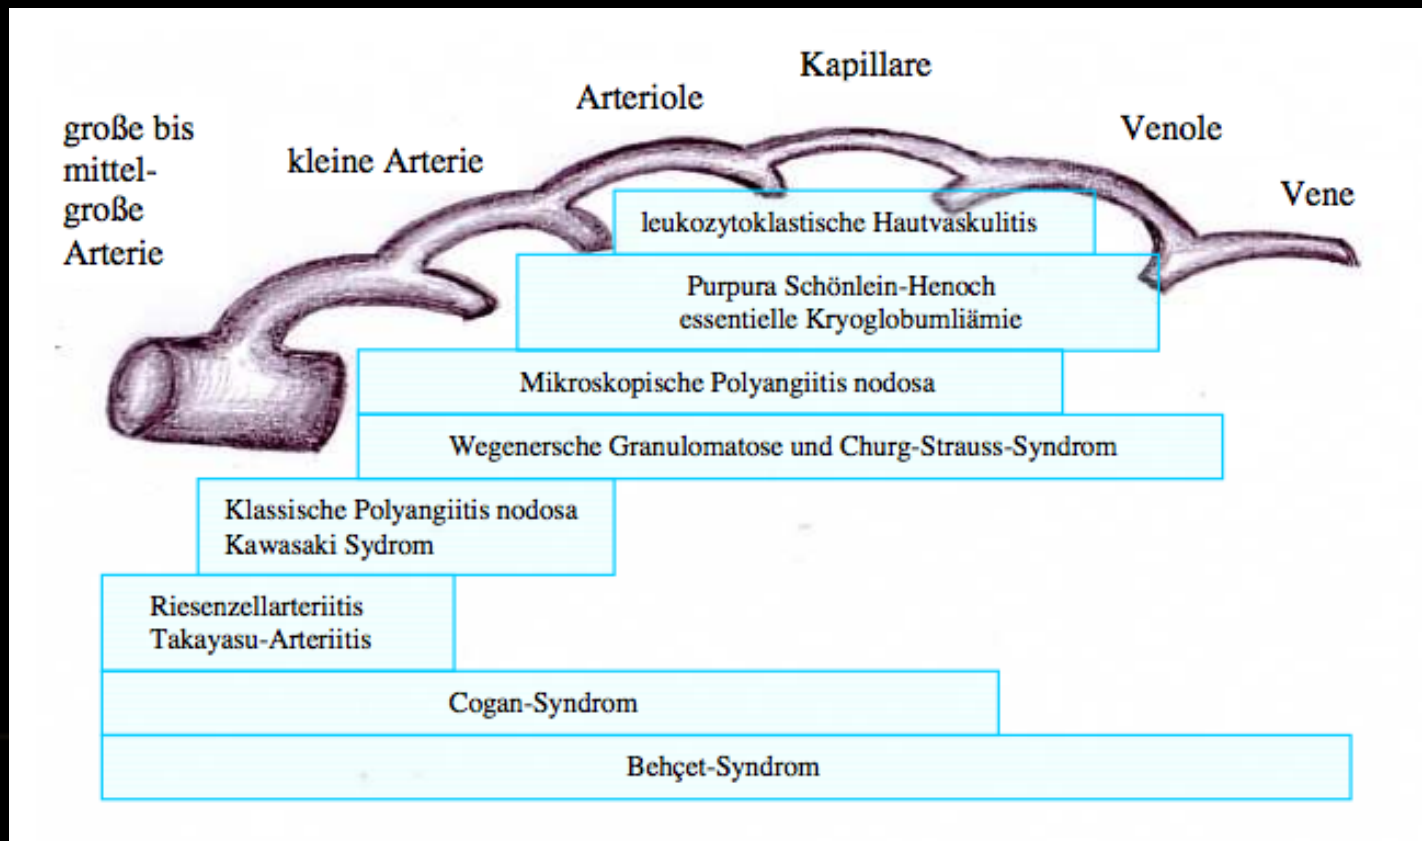 große bis
mittel-
große
Arterie
kleine Arterie
Arteriole
Kapillare
Venole
Vene
leukozytoklastische Hautvaskulitis
Purpura Schönlein-Henoch
essentielle Kryoglobumliämie
Mikroskopische Polyangiitis nodosa
Wegenersche Granulomatose und Churg-Strauss-Syndrom
Klassische Polyangiitis nodosa
Kawasaki Sydrom
Riesenzellarteriitis
Takayasu-Arteriitis
Cogan-Syndrom
Behçet-Syndrom